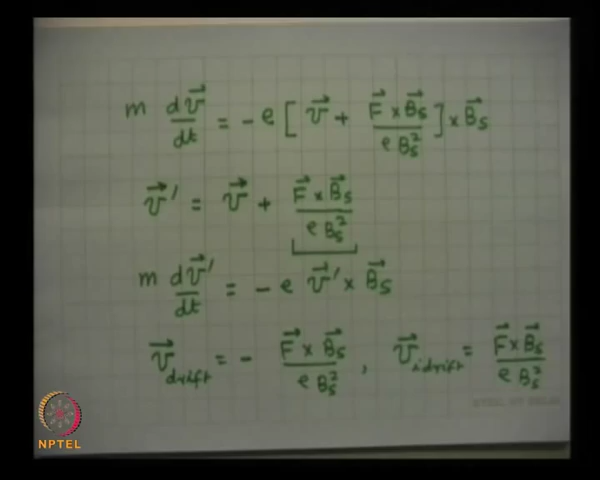 m dv⃗/dt = - e [ v⃗ + (F⃗ × B⃗s)/(e Bs²) ] × B⃗s
v⃗' = v⃗ + (F⃗ × B⃗s)/(e Bs²)
m dv⃗'/dt = - e v⃗' × B⃗s
v⃗drift = - (F⃗ × B⃗s)/(e Bs²) , v⃗idrift = (F⃗ × B⃗s)/(e Bs²)
NPTEL